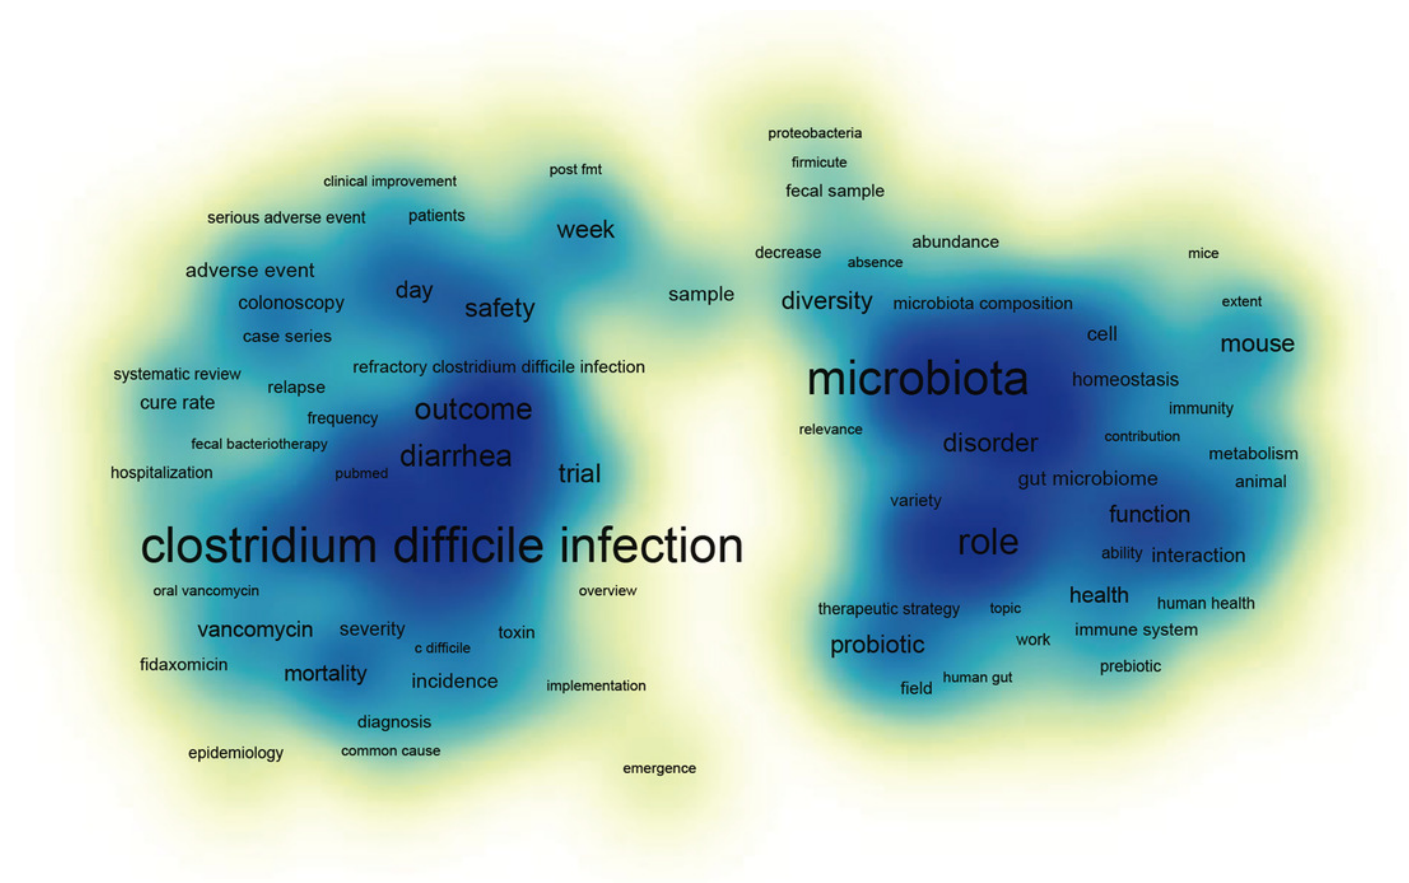 proteobacteria
firmicute
post fmt
clinical improvement
fecal sample
serious adverse event
patients
week
abundance
decrease
absence
mice
adverse event
day
sample
colonoscopy
safety
diversity
microbiota composition
extent
case series
cell
mouse
refractory clostridium difficile infection
systematic review
relapse
microbiota
homeostasis
cure rate
outcome
immunity
frequency
relevance
contribution
fecal bacteriotherapy
disorder
diarrhea
metabolism
hospitalization
pubmed
trial
gut microbiome
animal
variety
function
clostridium difficile infection
role
ability
interaction
oral vancomycin
overview
health
human health
therapeutic strategy
topic
vancomycin
severity
toxin
immune system
c difficile
probiotic
work
fidaxomicin
prebiotic
mortality
incidence
human gut
implementation
field
diagnosis
epidemiology
common cause
emergence